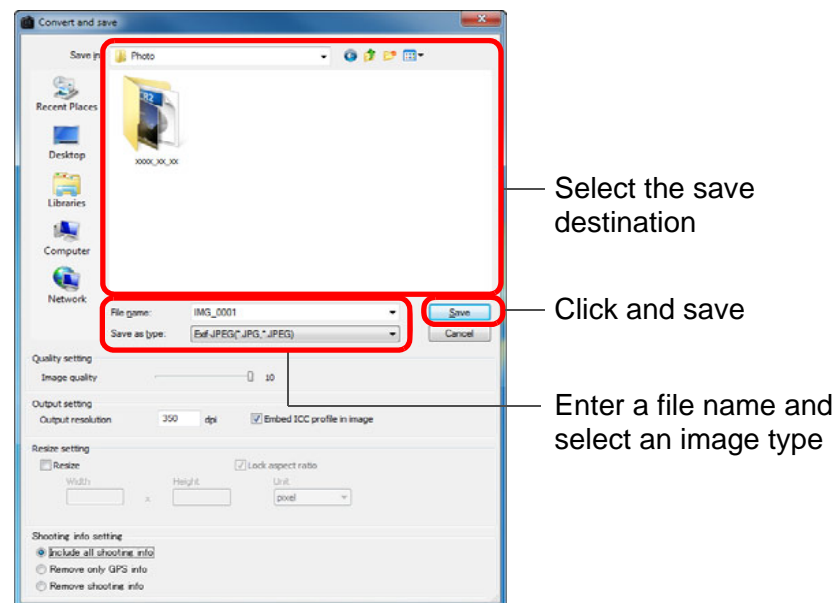 Convert and save
Save in:
Photo
Recent Places
Desktop
Libraries
Computer
Network
CR2
xxxx_xx_xx
File name:
IMG_0001
Save
Save as type:
Exif-JPEG(*.JPG,*.JPEG)
Cancel
Quality setting
Image quality
10
Output setting
Output resolution
350
dpi
Embed ICC profile in image
Resize setting
Resize
Lock aspect ratio
Width
Height
Unit
x
pixel
Shooting info setting
Include all shooting info
Remove only GPS info
Remove shooting info
Select the save
destination
Click and save
Enter a file name and
select an image type